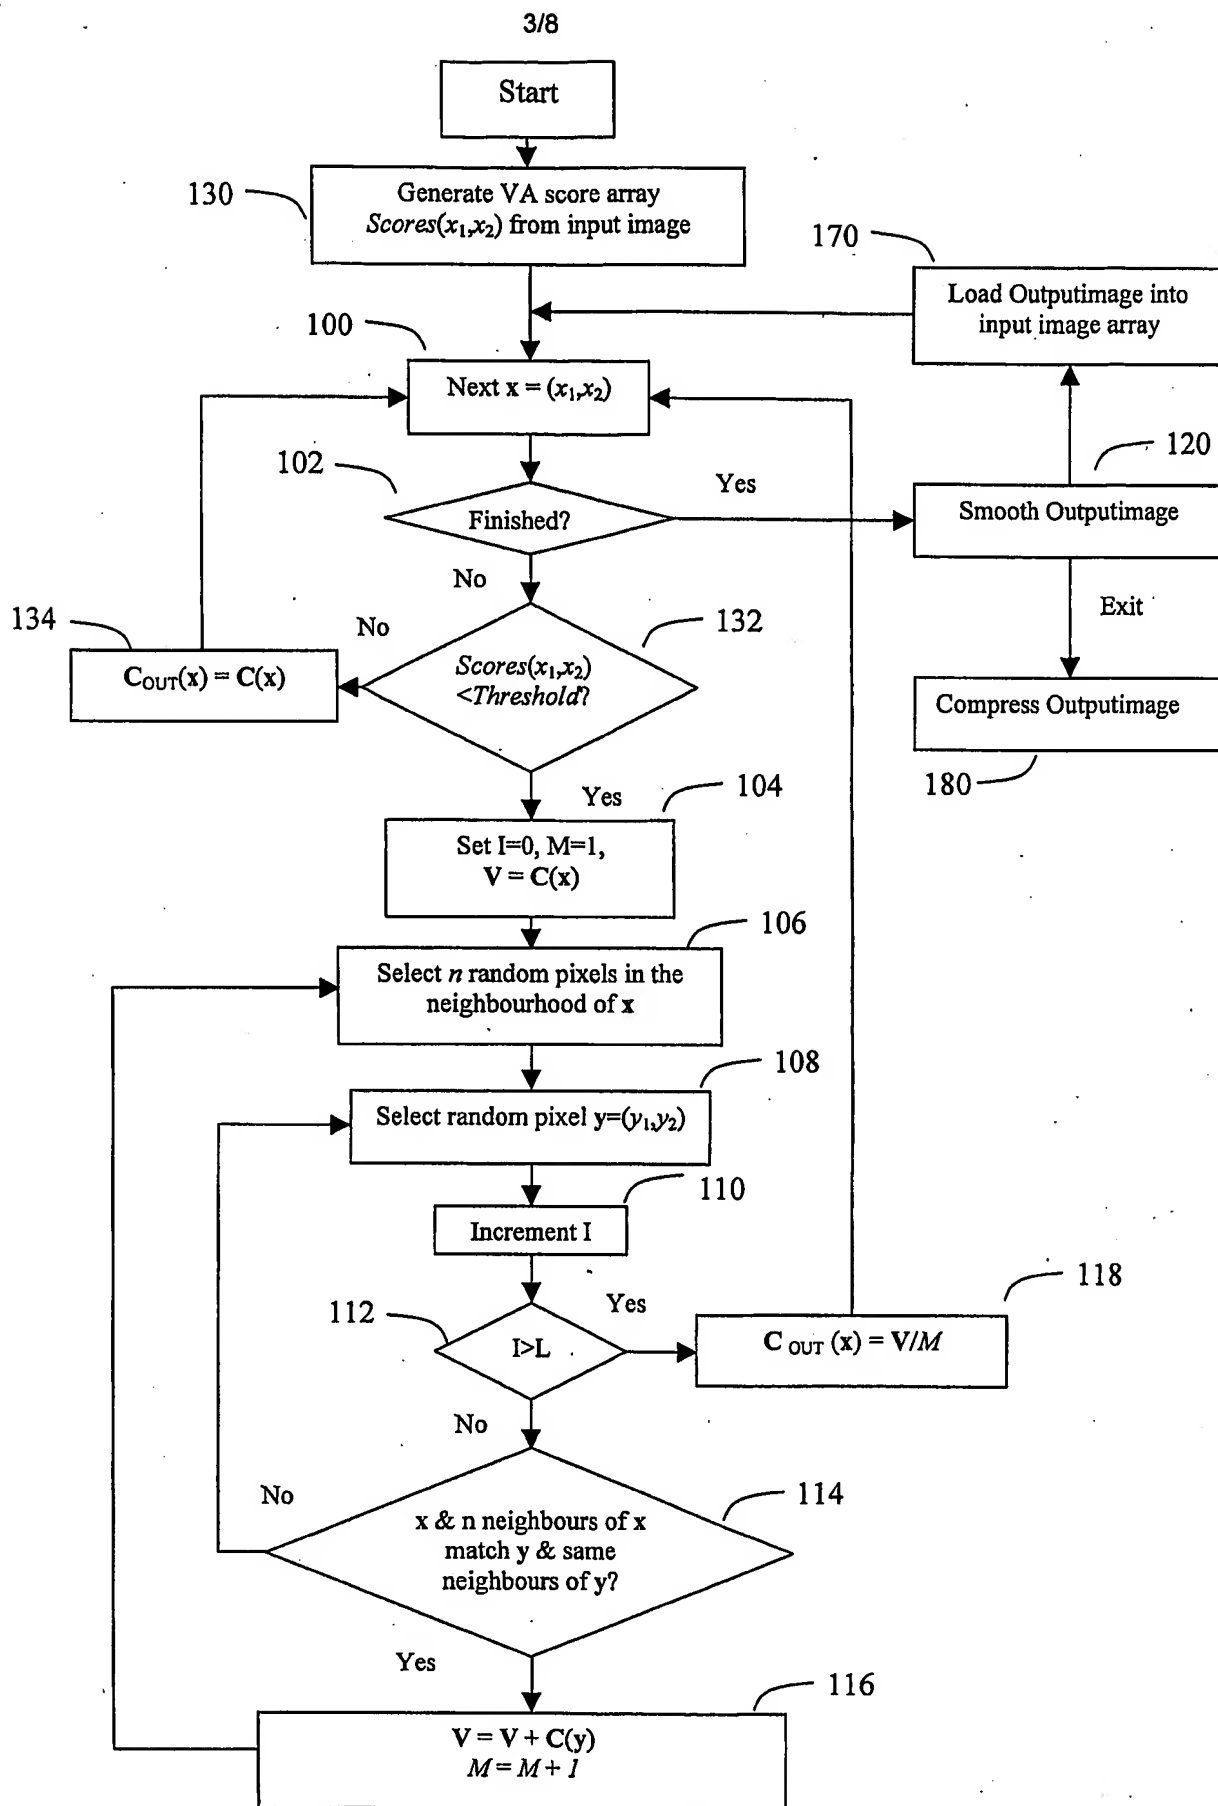 3/8
Start
130
Generate VA score array
Scores(x₁,x₂) from input image
170
Load Outputimage into
input image array
100
Next x = (x₁,x₂)
102
Finished?
Yes
120
Smooth Outputimage
No
Exit
134
C_OUT(x) = C(x)
No
132
Scores(x₁,x₂)
<Threshold?
Compress Outputimage
180
Yes
104
Set I=0, M=1,
V = C(x)
106
Select n random pixels in the
neighbourhood of x
108
Select random pixel y=(y₁,y₂)
110
Increment I
112
I>L
Yes
118
C OUT (x) = V/M
No
No
114
x & n neighbours of x
match y & same
neighbours of y?
Yes
116
V = V + C(y)
M = M + 1